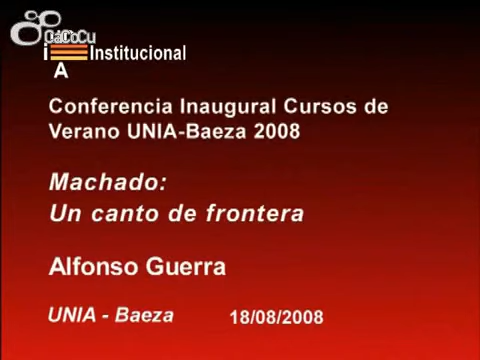 Institucional
A
Conferencia Inaugural Cursos de
Verano UNIA-Baeza 2008
Machado:
Un canto de frontera
Alfonso Guerra
UNIA - Baeza
18/08/2008